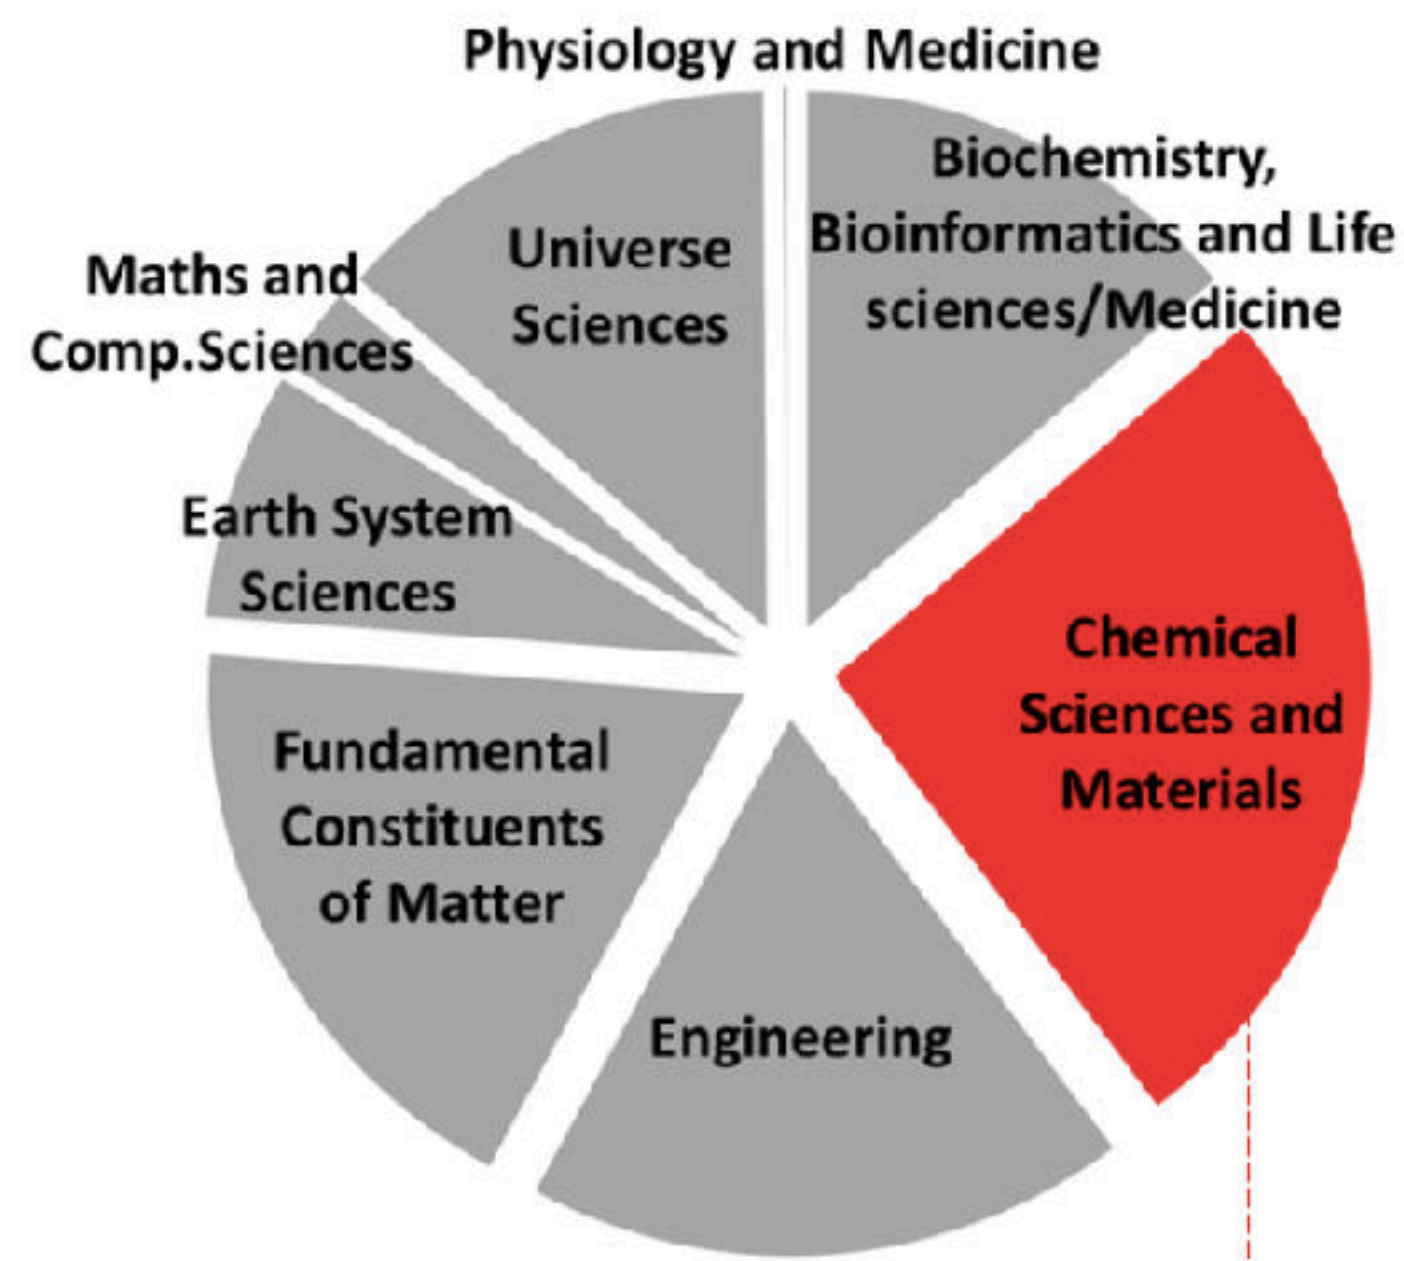 Physiology and Medicine
Biochemistry,
Bioinformatics and Life
sciences/Medicine
Universe
Sciences
Maths and
Comp.Sciences
Earth System
Sciences
Chemical
Sciences and
Materials
Fundamental
Constituents
of Matter
Engineering